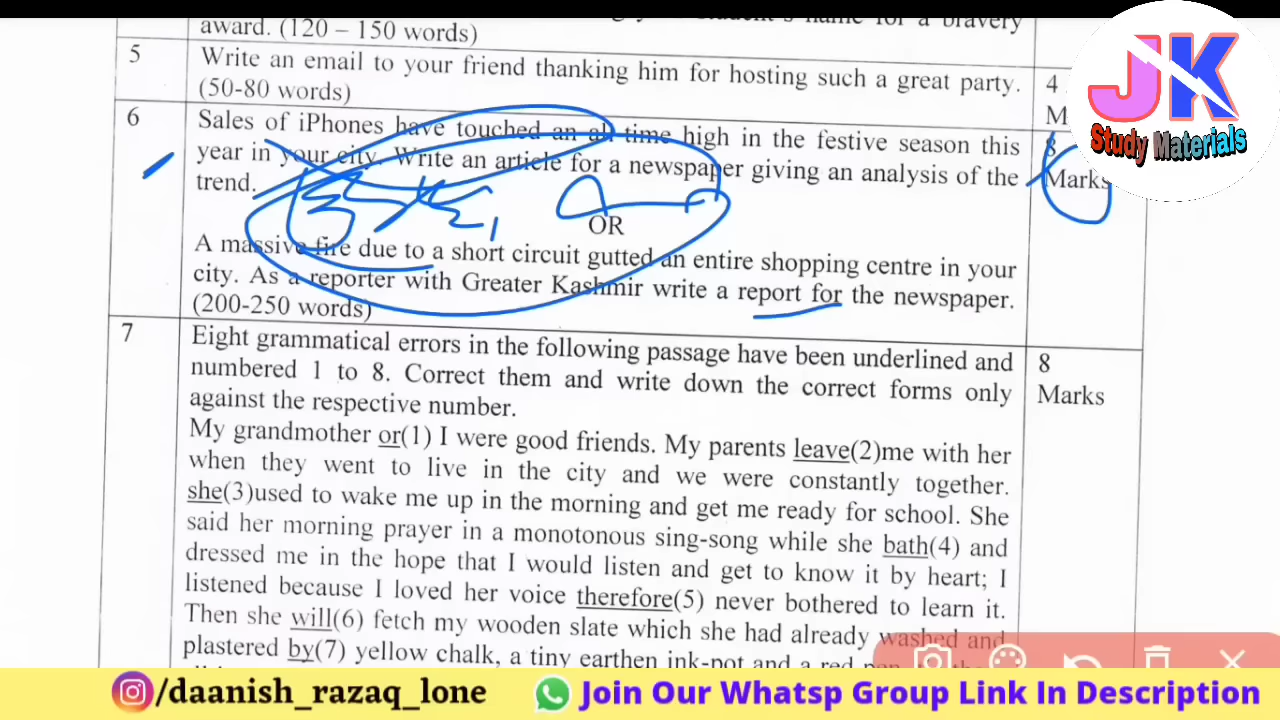 award. (120 – 150 words)
5
Write an email to your friend thanking him for hosting such a great party.
(50-80 words)
4
M
6
Sales of iPhones have touched an all time high in the festive season this
year in your city. Write an article for a newspaper giving an analysis of the
trend.
8
Marks
OR
A massive fire due to a short circuit gutted an entire shopping centre in your
city. As a reporter with Greater Kashmir write a report for the newspaper.
(200-250 words)
7
Eight grammatical errors in the following passage have been underlined and
numbered 1 to 8. Correct them and write down the correct forms only
against the respective number.
8
Marks
My grandmother or(1) I were good friends. My parents leave(2)me with her
when they went to live in the city and we were constantly together.
she(3)used to wake me up in the morning and get me ready for school. She
said her morning prayer in a monotonous sing-song while she bath(4) and
dressed me in the hope that I would listen and get to know it by heart; I
listened because I loved her voice therefore(5) never bothered to learn it.
Then she will(6) fetch my wooden slate which she had already washed and
plastered by(7) yellow chalk, a tiny earthen ink-pot and a red
JK
Study Materials
/daanish_razaq_lone
Join Our Whatsp Group Link In Description